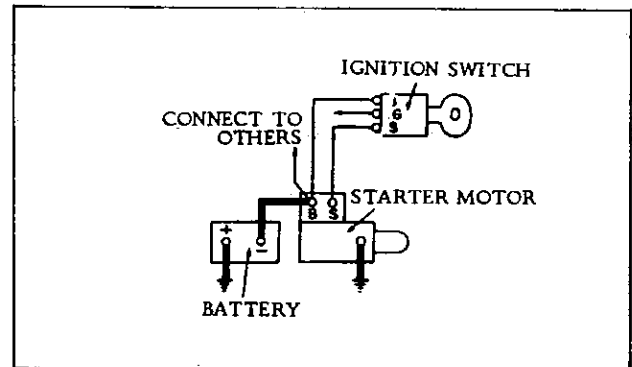 IGNITION SWITCH
CONNECT TO
OTHERS
G
S
B S
STARTER MOTOR
+
−
BATTERY